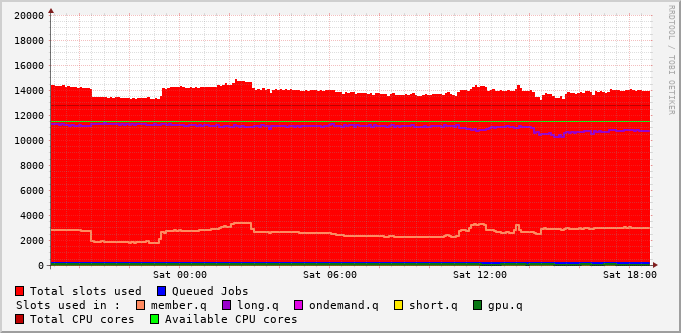 20000
18000
16000
14000
12000
10000
8000
6000
4000
2000
0
Sat 00:00 Sat 06:00 Sat 12:00 Sat 18:00
RRDTOOL / TOBI OETIKER
Total slots used Queued Jobs
Slots used in : member.q long.q ondemand.q short.q gpu.q
Total CPU cores Available CPU cores